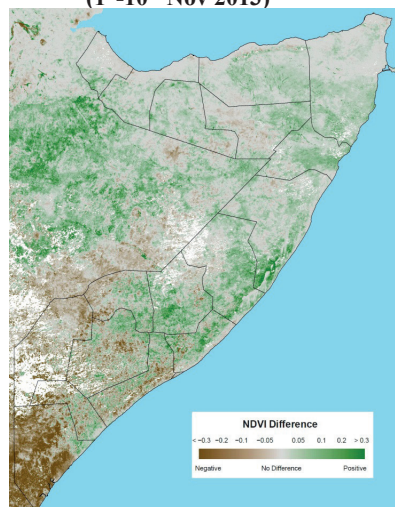 (1 -10 Nov 2013)
NDVI Difference
< −0.3 −0.2 −0.1 −0.05 0.05 0.1 0.2 > 0.3
Negative No Difference Positive